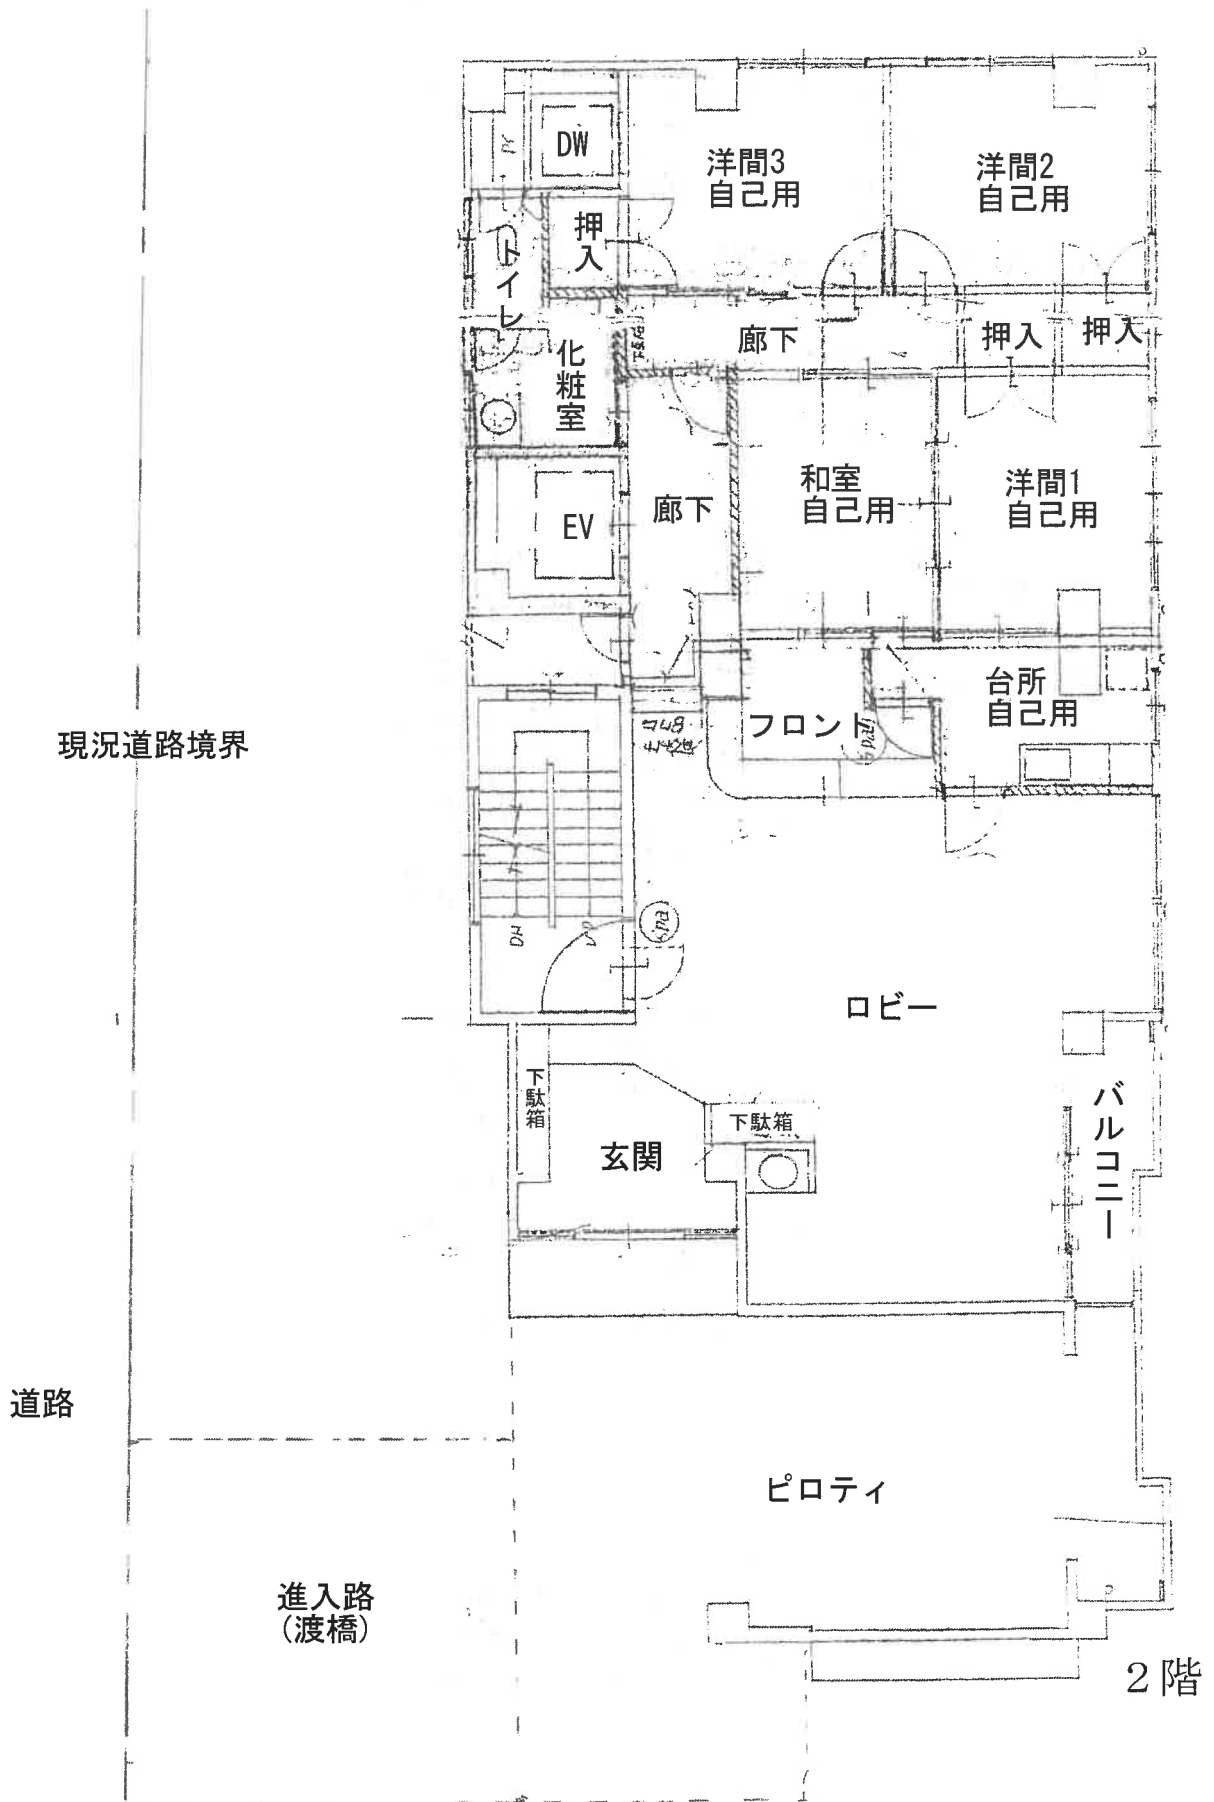 DW
洋間3
自己用
洋間2
自己用
押入
トイレ
廊下
押入
押入
化粧室
EV
廊下
和室
自己用
洋間1
自己用
台所
自己用
フロント
現況道路境界
DN
UP
ロビー
下駄箱
下駄箱
玄関
バルコニー
道路
ピロティ
進入路
(渡橋)
2階